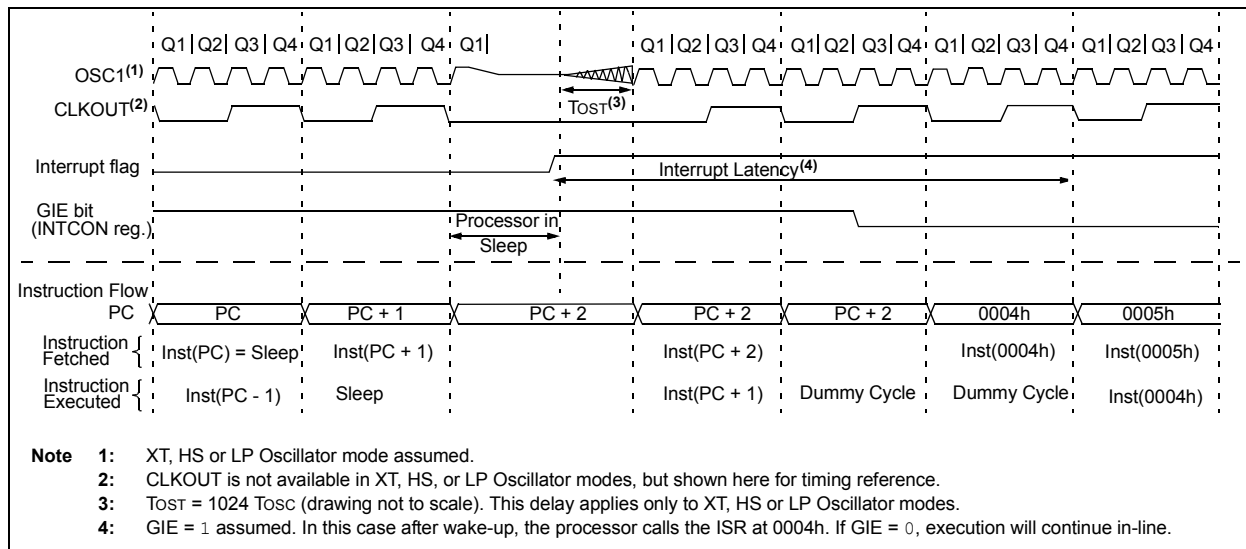 Q1 Q2 Q3 Q4 Q1 Q2 Q3 Q4 Q1 Q1 Q2 Q3 Q4 Q1 Q2 Q3 Q4 Q1 Q2 Q3 Q4 Q1 Q2 Q3 Q4
OSC1(1)
CLKOUT(2)
TOST(3)
Interrupt flag
Interrupt Latency(4)
GIE bit
(INTCON reg.)
Processor in
Sleep
Instruction Flow
PC PC PC + 1 PC + 2 PC + 2 PC + 2 0004h 0005h
Instruction
Fetched { Inst(PC) = Sleep Inst(PC + 1) Inst(PC + 2) Inst(0004h) Inst(0005h)
Instruction
Executed { Inst(PC - 1) Sleep Inst(PC + 1) Dummy Cycle Dummy Cycle Inst(0004h)
Note 1: XT, HS or LP Oscillator mode assumed.
2: CLKOUT is not available in XT, HS, or LP Oscillator modes, but shown here for timing reference.
3: TOST = 1024 TOSC (drawing not to scale). This delay applies only to XT, HS or LP Oscillator modes.
4: GIE = 1 assumed. In this case after wake-up, the processor calls the ISR at 0004h. If GIE = 0, execution will continue in-line.